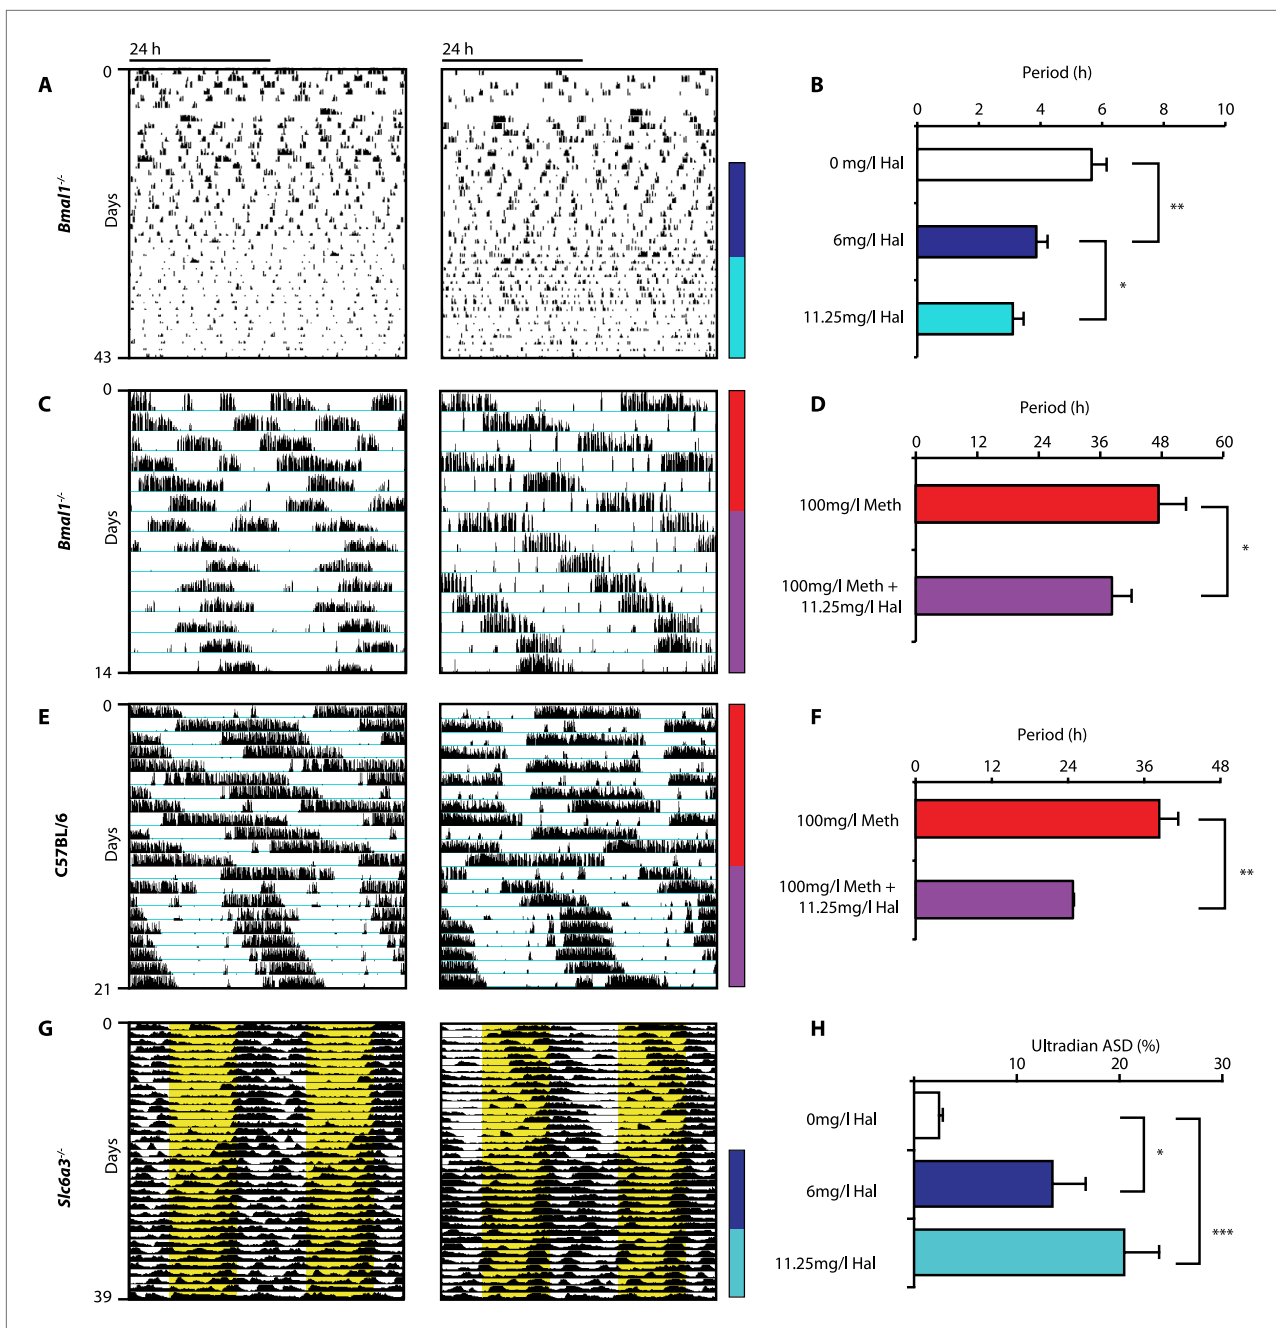 24 h
24 h
A
0
Bmal1-/-
Days
43
B
Period (h)
0 2 4 6 8 10
0 mg/l Hal
6mg/l Hal
11.25mg/l Hal
**
*
C
0
Bmal1-/-
Days
14
D
Period (h)
0 12 24 36 48 60
100mg/l Meth
100mg/l Meth +
11.25mg/l Hal
*
E
0
C57BL/6
Days
21
F
Period (h)
0 12 24 36 48
100mg/l Meth
100mg/l Meth +
11.25mg/l Hal
**
G
0
Slc6a3-/-
Days
39
H
Ultradian ASD (%)
10 20 30
0mg/l Hal
6mg/l Hal
11.25mg/l Hal
*
***